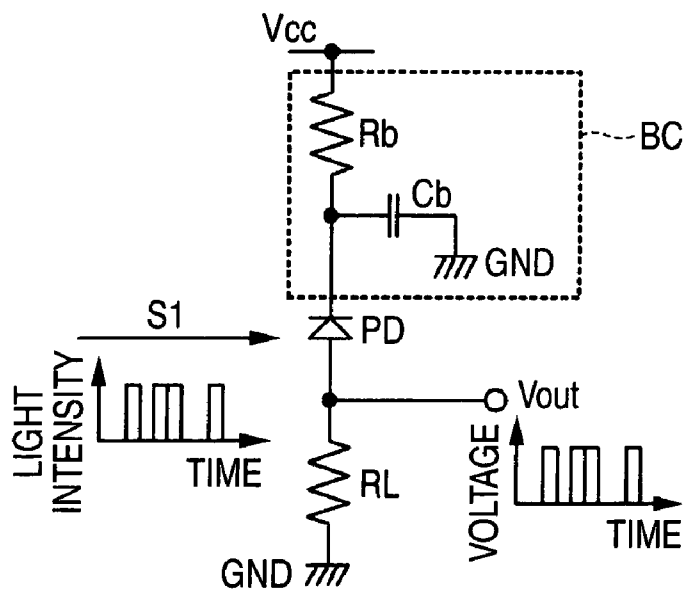 Vcc
Rb
BC
Cb
GND
S1
PD
LIGHT
INTENSITY
TIME
Vout
VOLTAGE
TIME
RL
GND